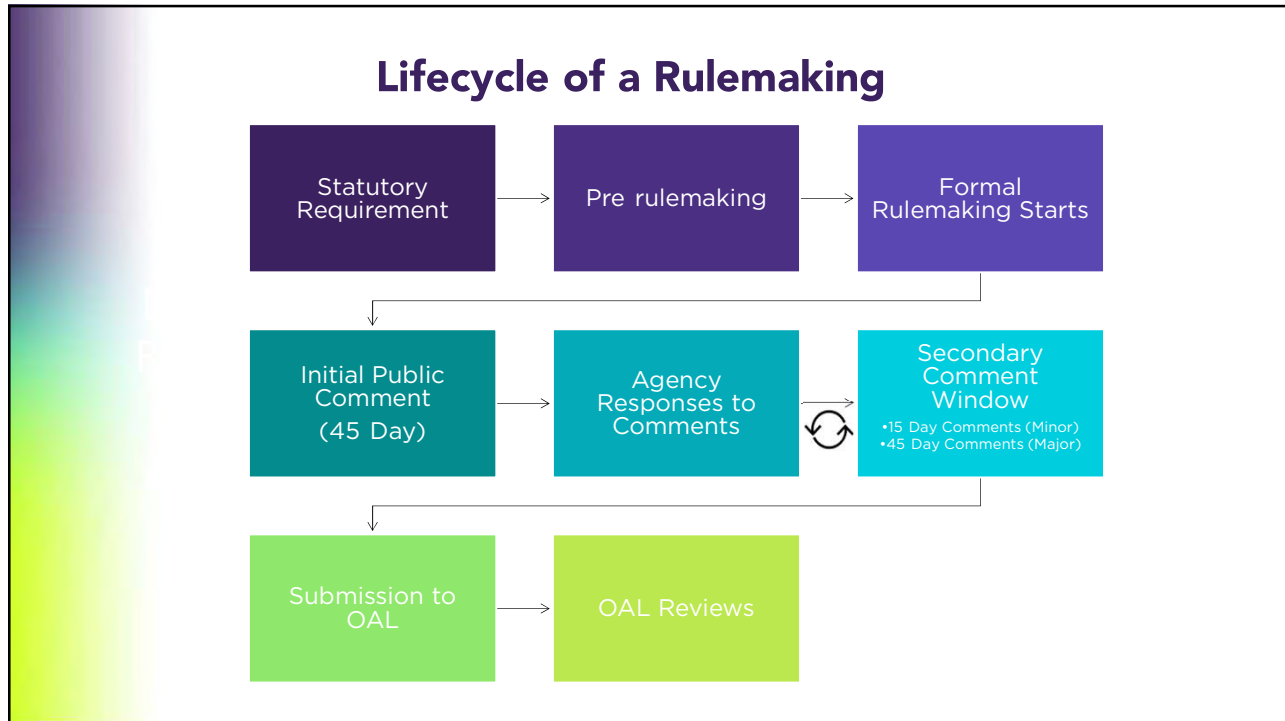 Lifecycle of a Rulemaking
Statutory
Requirement
Pre rulemaking
Formal
Rulemaking Starts
Initial Public
Comment
(45 Day)
Agency
Responses to
Comments
Secondary
Comment
Window
•15 Day Comments (Minor)
•45 Day Comments (Major)
Submission to
OAL
OAL Reviews